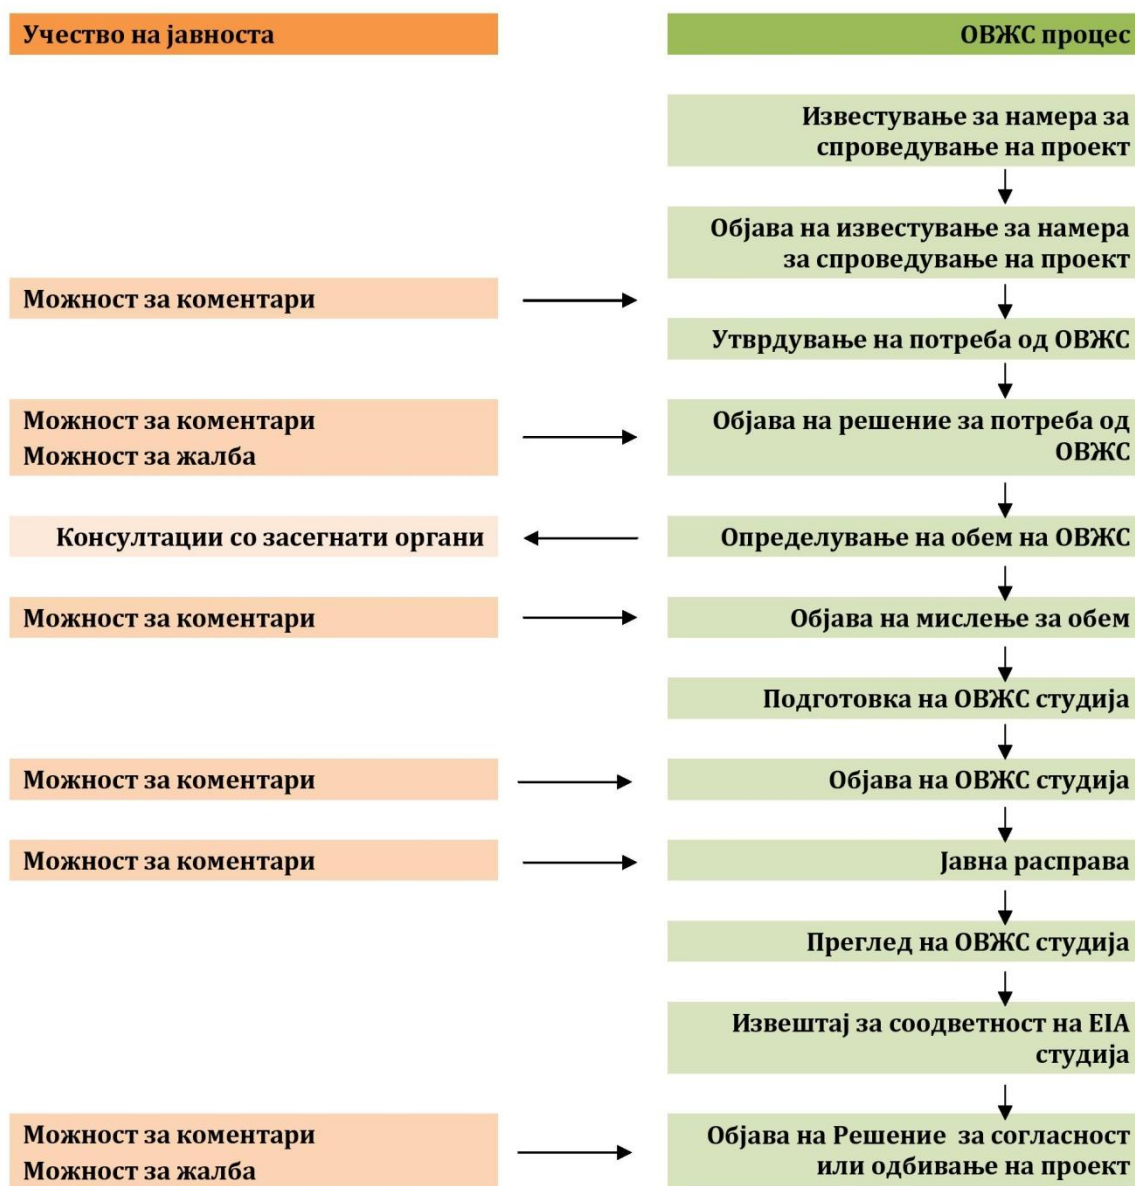 Учество на јавноста
ОВЖС процес
Известување за намера за
спроведување на проект
Објава на известување за намера
за спроведување на проект
Можност за коментари
Утврдување на потреба од ОВЖС
Можност за коментари
Можност за жалба
Објава на решение за потреба од
ОВЖС
Консултации со засегнати органи
Определување на обем на ОВЖС
Можност за коментари
Објава на мислење за обем
Подготовка на ОВЖС студија
Можност за коментари
Објава на ОВЖС студија
Можност за коментари
Јавна расправа
Преглед на ОВЖС студија
Извештај за соодветност на EIA
студија
Можност за коментари
Можност за жалба
Објава на Решение за согласност
или одбивање на проект